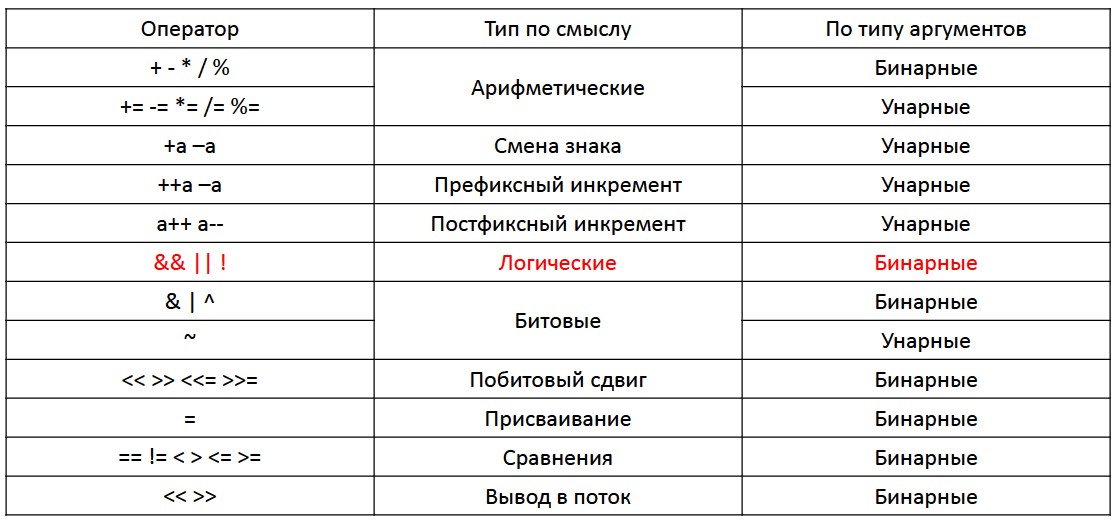 Оператор Тип по смыслу По типу аргументов
+ - * / % Арифметические Бинарные
+= -= *= /= %= Унарные
+a –a Смена знака Унарные
++a –a Префиксный инкремент Унарные
a++ a-- Постфиксный инкремент Унарные
&& || ! Логические Бинарные
& | ^ Битовые Бинарные
~ Унарные
<< >> <<= >>= Побитовый сдвиг Бинарные
= Присваивание Бинарные
== != < > <= >= Сравнения Бинарные
<< >> Вывод в поток Бинарные